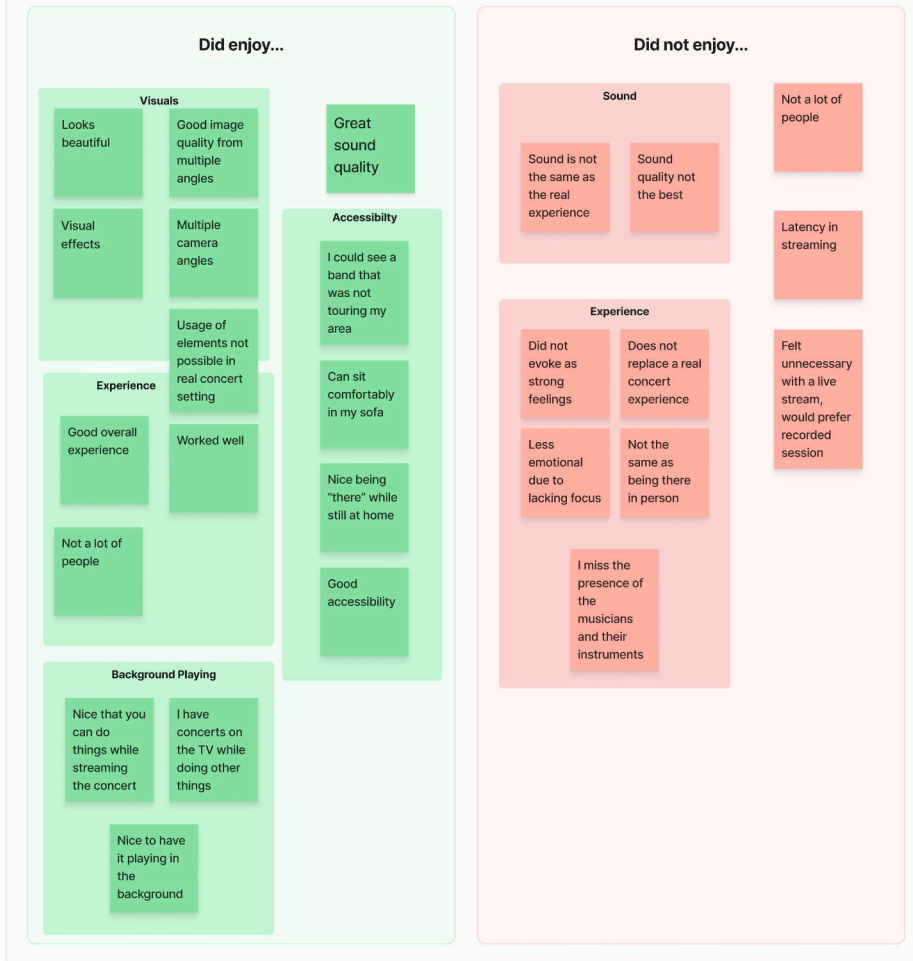 Did enjoy...
Visuals
Looks
beautiful
Good image
quality from
multiple
angles
Visual
effects
Multiple
camera
angles
Usage of
elements not
possible in
real concert
setting
Great
sound
quality
Accessibilty
I could see a
band that
was not
touring my
area
Can sit
comfortably
in my sofa
Nice being
“there” while
still at home
Good
accessibility
Experience
Good overall
experience
Worked well
Not a lot of
people
Background Playing
Nice that you
can do
things while
streaming
the concert
I have
concerts on
the TV while
doing other
things
Nice to have
it playing in
the
background
Did not enjoy...
Sound
Sound is not
the same as
the real
experience
Sound
quality not
the best
Experience
Did not
evoke as
strong
feelings
Does not
replace a real
concert
experience
Less
emotional
due to
lacking focus
Not the
same as
being there
in person
I miss the
presence of
the
musicians
and their
instruments
Not a lot of
people
Latency in
streaming
Felt
unnecessary
with a live
stream,
would prefer
recorded
session